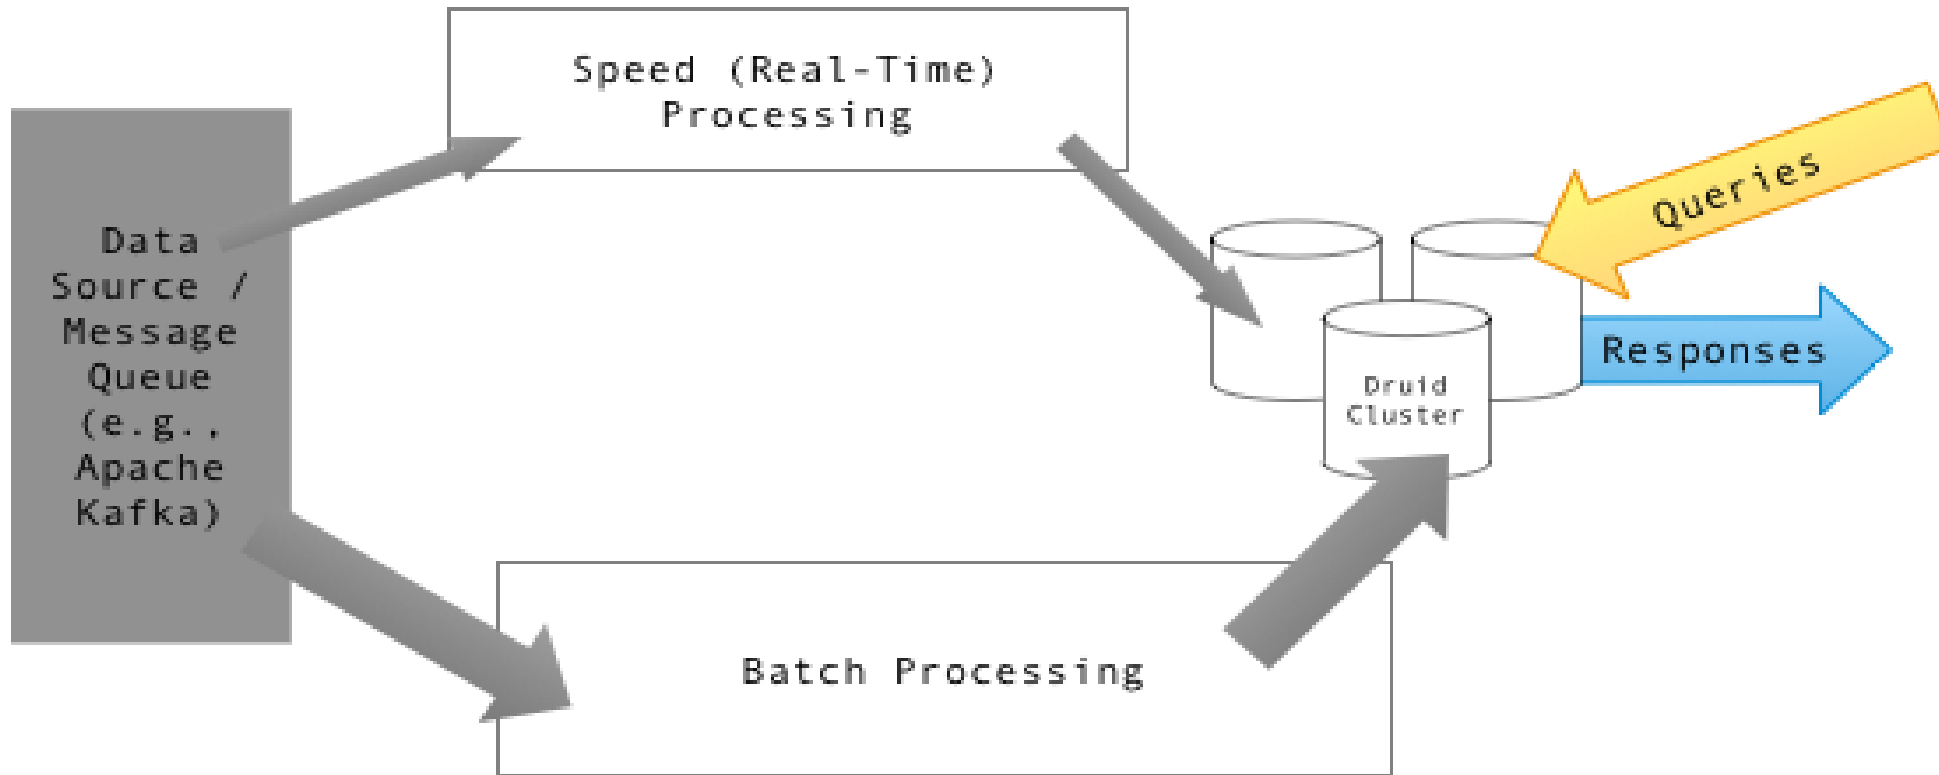 Speed (Real-Time)
Processing
Data
Source /
Message
Queue
(e.g.,
Apache
Kafka)
Queries
Responses
Druid
Cluster
Batch Processing